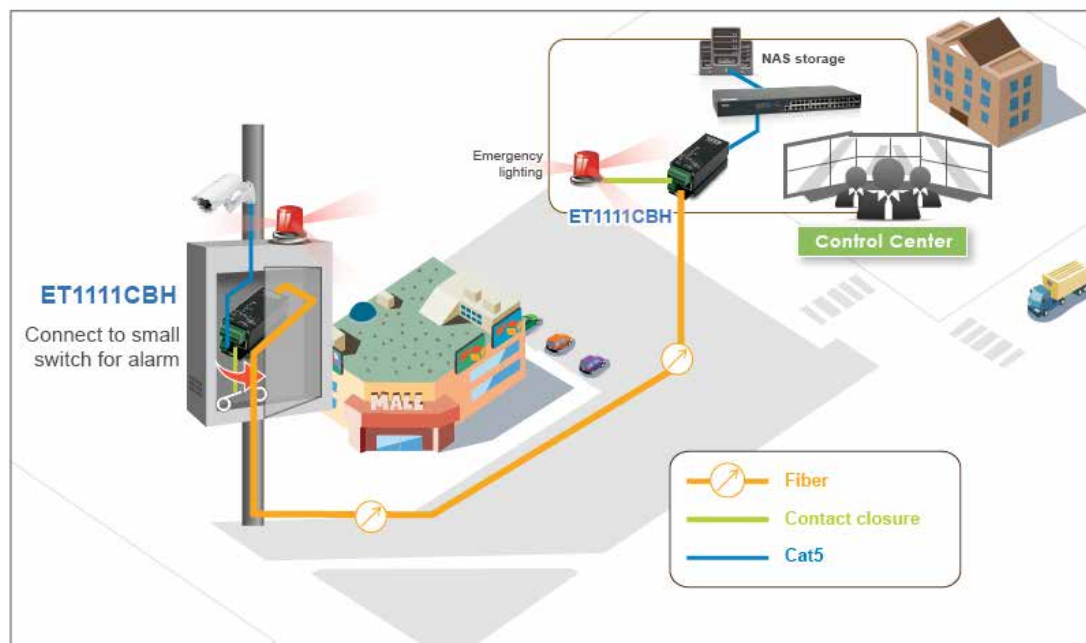 NAS storage
Emergency
lighting
ET1111CBH
Control Center
ET1111CBH
Connect to small
switch for alarm
MALL
Fiber
Contact closure
Cat5